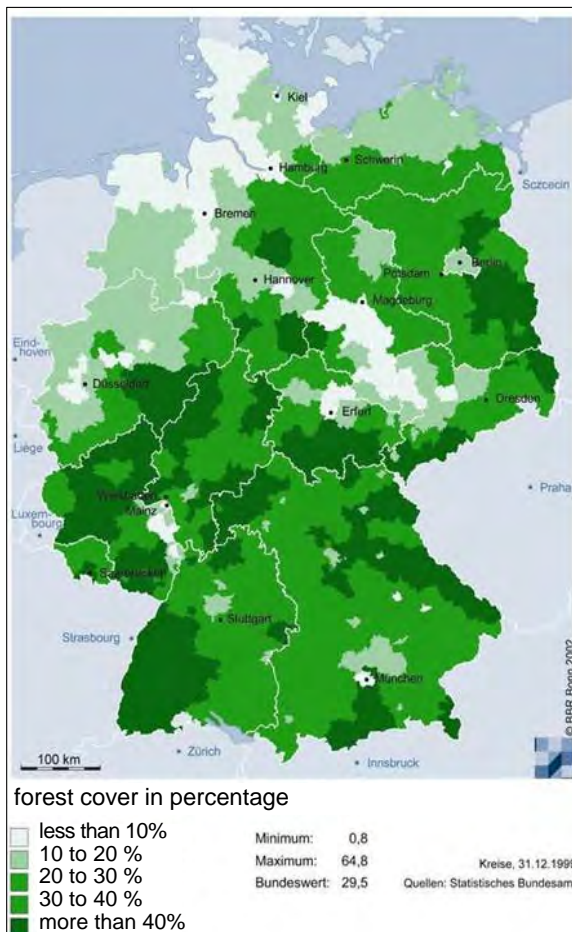 Kiel
Schwerin
Hamburg
Sczcecin
Bremen
Berlin
Potsdam
Hannover
Magdeburg
Eind-
hoven
Düsseldorf
Dresden
Erfurt
Liège
Wiesbaden
Mainz
Praha
Luxem-
bourg
Saarbrücken
Stuttgart
Strasbourg
München
© BBR Bonn 2002
100 km
Zürich
Innsbruck
forest cover in percentage
less than 10%
10 to 20 %
20 to 30 %
30 to 40 %
more than 40%
Minimum: 0,8
Maximum: 64,8
Bundeswert: 29,5
Kreise, 31.12.1999
Quellen: Statistisches Bundesam